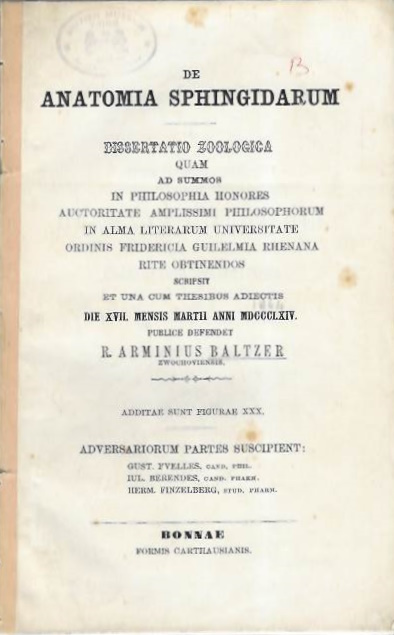 B
DE
ANATOMIA SPHINGIDARUM
DISSERTATIO ZOOLOGICA
QUAM
AD SUMMOS
IN PHILOSOPHIA HONORES
AUCTORITATE AMPLISSIMI PHILOSOPHORUM
IN ALMA LITERARUM UNIVERSITATE
ORDINIS FRIDERICIA GUILELMIA RHENANA
RITE OBTINENDOS
SCRIPSIT
ET UNA CUM THESIBUS ADIECTIS
DIE XVII. MENSIS MARTII ANNI MDCCCLXIV.
PUBLICE DEFENDET
R. ARMINIUS BALTZER
ZWOCHOVIENSIS.
ADDITAE SUNT FIGURAE XXX.
ADVERSARIORUM PARTES SUSCIPIENT:
GUST. FVELLES, CAND. PHIL.
IUL. BERENDES, CAND. PHARM.
HERM. FINZELBERG, STUD. PHARM.
BONNAE
FORMIS CARTHAUSIANIS.